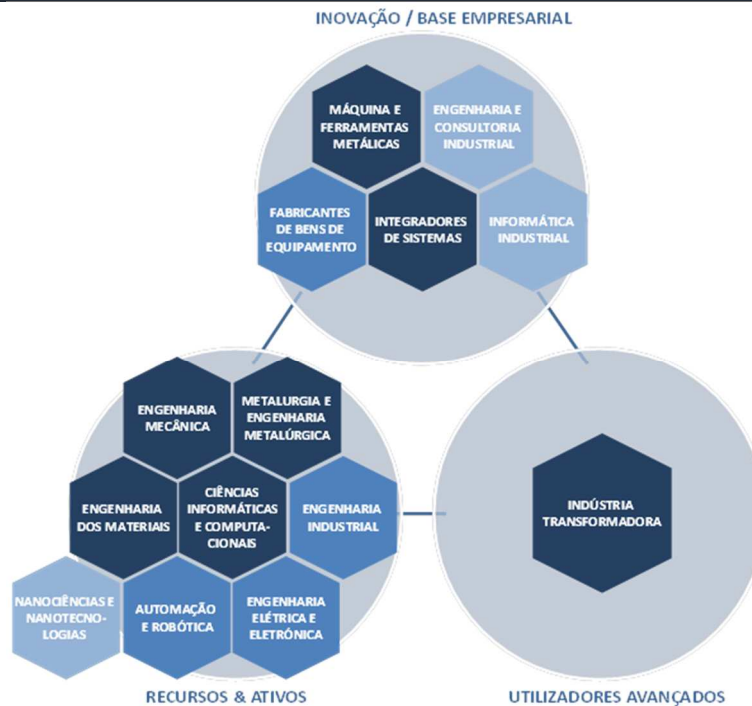 INOVAÇÃO / BASE EMPRESARIAL
MÁQUINA E
FERRAMENTAS
METÁLICAS
ENGENHARIA E
CONSULTORIA
INDUSTRIAL
FABRICANTES
DE BENS DE
EQUIPAMENTO
INTEGRADORES
DE SISTEMAS
INFORMÁTICA
INDUSTRIAL
ENGENHARIA
MECÂNICA
METALURGIA E
ENGENHARIA
METALÚRGICA
ENGENHARIA
DOS MATERIAIS
CIÊNCIAS
INFORMÁTICAS
E COMPUTA-
CIONAIS
ENGENHARIA
INDUSTRIAL
NANOCIÊNCIAS E
NANOTECNO-
LOGIAS
AUTOMAÇÃO
E ROBÓTICA
ENGENHARIA
ELÉTRICA E
ELETRÓNICA
INDÚSTRIA
TRANSFORMADORA
RECURSOS & ATIVOS
UTILIZADORES AVANÇADOS